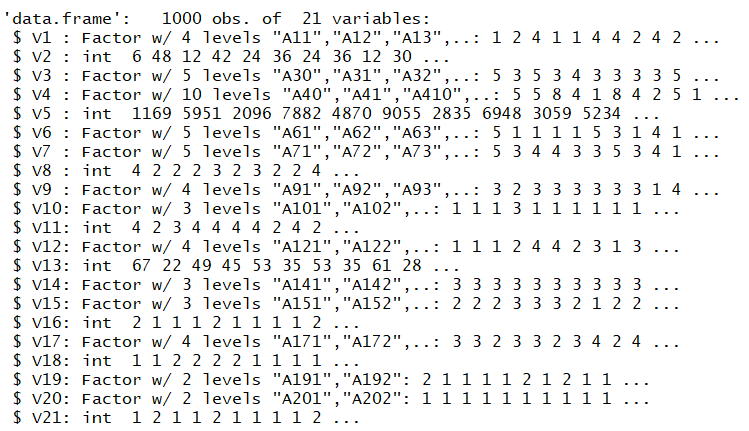 'data.frame':   1000 obs. of  21 variables:
 $ V1 : Factor w/ 4 levels "A11","A12","A13",..: 1 2 4 1 1 4 4 2 4 2 ...
 $ V2 : int  6 48 12 42 24 36 24 36 12 30 ...
 $ V3 : Factor w/ 5 levels "A30","A31","A32",..: 5 3 5 3 4 3 3 3 3 5 ...
 $ V4 : Factor w/ 10 levels "A40","A41","A410",..: 5 5 8 4 1 8 4 2 5 1 ...
 $ V5 : int  1169 5951 2096 7882 4870 9055 2835 6948 3059 5234 ...
 $ V6 : Factor w/ 5 levels "A61","A62","A63",..: 5 1 1 1 1 5 3 1 4 1 ...
 $ V7 : Factor w/ 5 levels "A71","A72","A73",..: 5 3 4 4 3 3 5 3 4 1 ...
 $ V8 : int  4 2 2 2 3 2 3 2 2 4 ...
 $ V9 : Factor w/ 4 levels "A91","A92","A93",..: 3 2 3 3 3 3 3 3 1 4 ...
 $ V10: Factor w/ 3 levels "A101","A102",..: 1 1 1 3 1 1 1 1 1 1 ...
 $ V11: int  4 2 3 4 4 4 4 2 4 2 ...
 $ V12: Factor w/ 4 levels "A121","A122",..: 1 1 1 2 4 4 2 3 1 3 ...
 $ V13: int  67 22 49 45 53 35 53 35 61 28 ...
 $ V14: Factor w/ 3 levels "A141","A142",..: 3 3 3 3 3 3 3 3 3 3 ...
 $ V15: Factor w/ 3 levels "A151","A152",..: 2 2 2 3 3 3 2 1 2 2 ...
 $ V16: int  2 1 1 1 2 1 1 1 1 2 ...
 $ V17: Factor w/ 4 levels "A171","A172",..: 3 3 2 3 3 2 3 4 2 4 ...
 $ V18: int  1 1 2 2 2 2 1 1 1 1 ...
 $ V19: Factor w/ 2 levels "A191","A192": 2 1 1 1 1 2 1 2 1 1 ...
 $ V20: Factor w/ 2 levels "A201","A202": 1 1 1 1 1 1 1 1 1 1 ...
 $ V21: int  1 2 1 1 2 1 1 1 1 2 ...